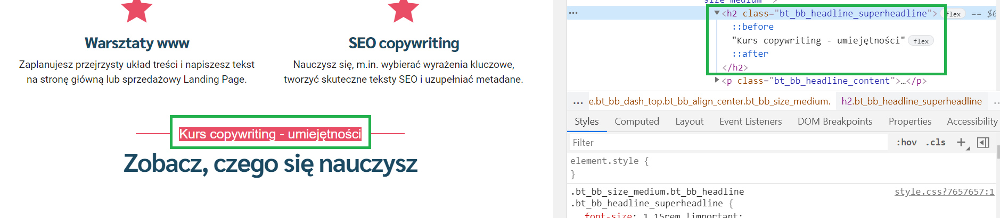 Warsztaty www
Zaplanujesz przejrzysty układ treści i napiszesz tekst
na stronę główną lub sprzedażowy Landing Page.
SEO copywriting
Nauczysz się, m.in. wybierać wyrażenia kluczowe,
tworzyć skuteczne teksty SEO i uzupełniać metadane.
Kurs copywriting - umiejętności
Zobacz, czego się nauczysz
size_medium">
... ▼<h2 class="bt_bb_headline_superheadline"> flex == $0
::before
"Kurs copywriting - umiejętności" flex
::after
</h2>
▶<p class="bt_bb_headline_content">…</p>
... e.bt_bb_dash_top.bt_bb_align_center.bt_bb_size_medium. h2.bt_bb_headline_superheadline ...
Styles Computed Layout Event Listeners DOM Breakpoints Properties Accessibility
Filter :hov .cls +
element.style {
}
.bt_bb_size_medium.bt_bb_headline style.css?7657657:1
.bt_bb_headline_superheadline {
font-size: 1.15rem !important;